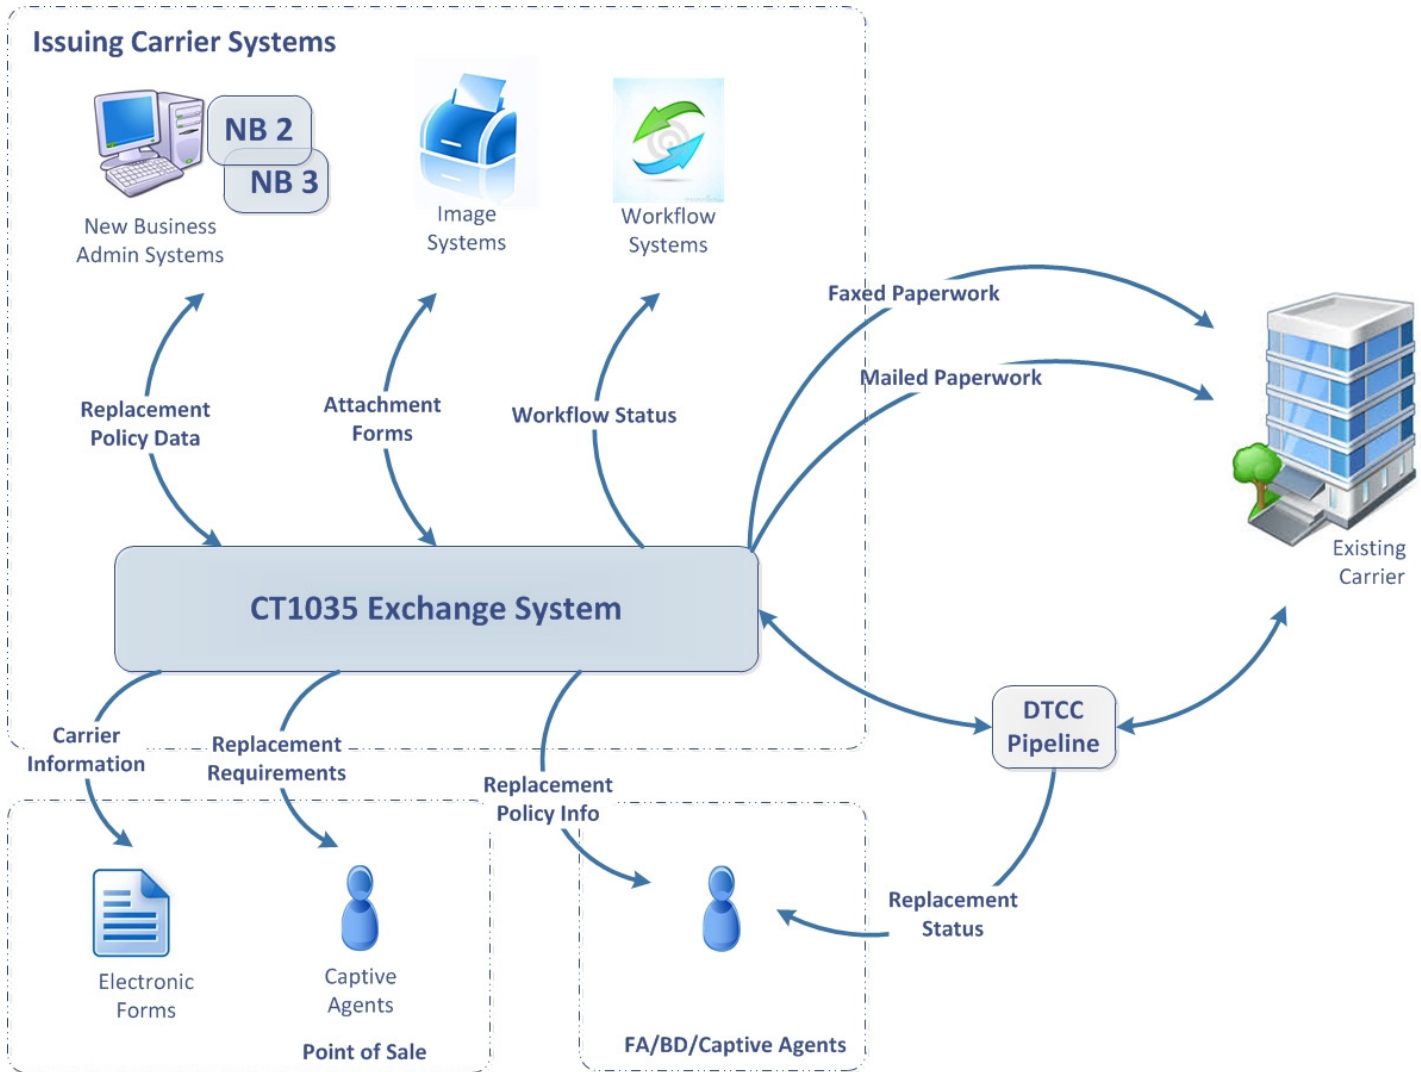 Issuing Carrier Systems
NB 2
NB 3
New Business
Admin Systems
Image
Systems
Workflow
Systems
Faxed Paperwork
Mailed Paperwork
Replacement
Policy Data
Attachment
Forms
Workflow Status
Existing
Carrier
CT1035 Exchange System
DTCC
Pipeline
Carrier
Information
Replacement
Requirements
Replacement
Policy Info
Replacement
Status
Electronic
Forms
Captive
Agents
Point of Sale
FA/BD/Captive Agents